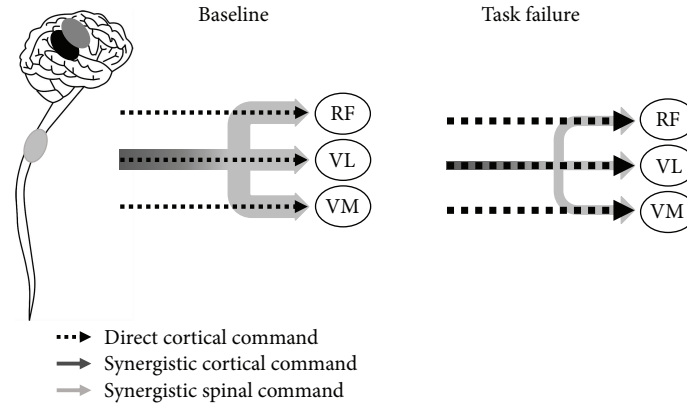 Baseline
Task failure
RF
VL
VM
RF
VL
VM
Direct cortical command
Synergistic cortical command
Synergistic spinal command